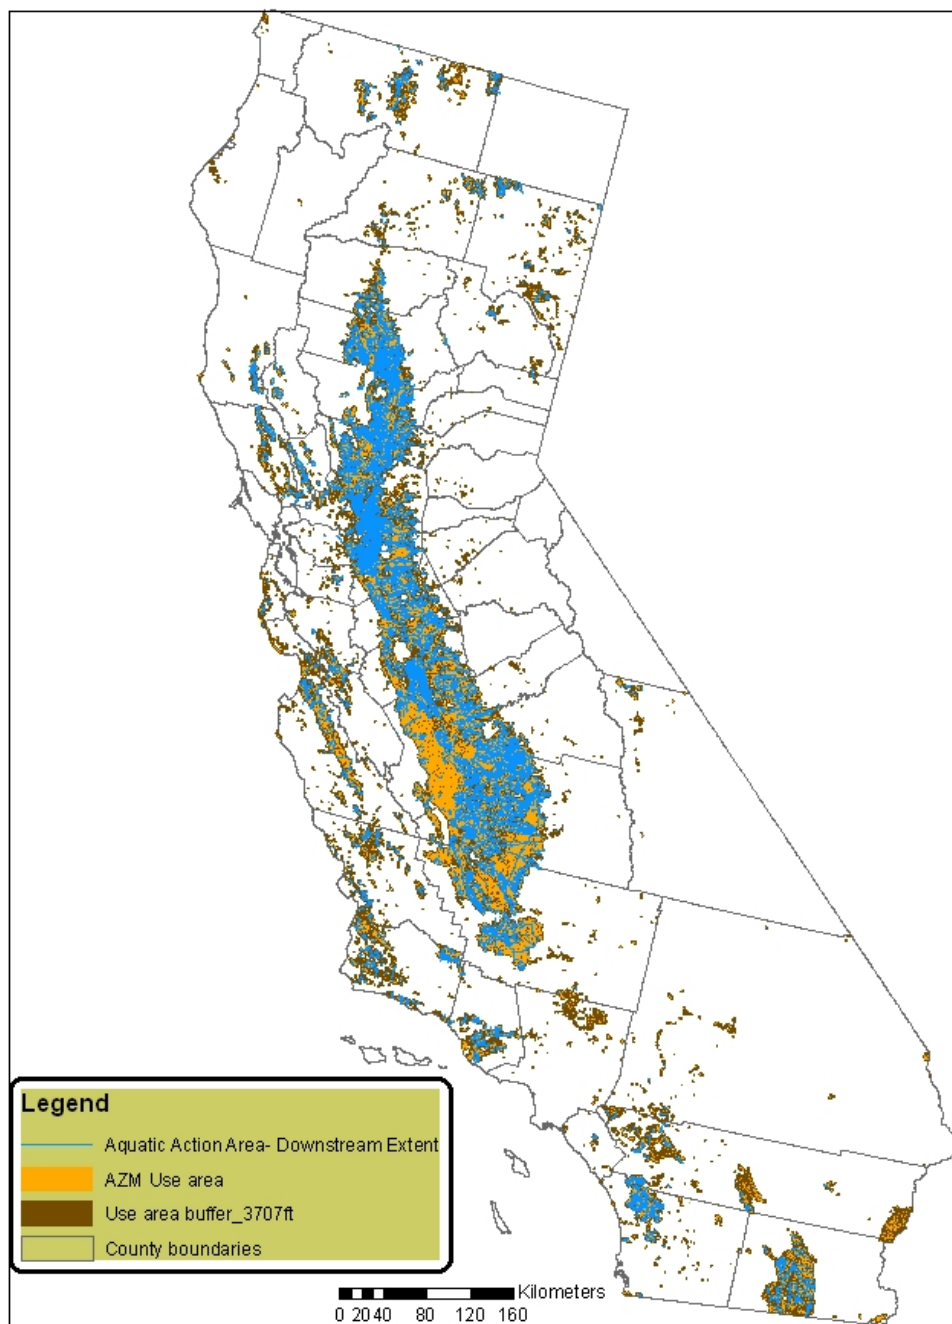 Legend
Aquatic Action Area- Downstream Extent
AZM Use area
Use area buffer_3707ft
County boundaries
Kilometers
0 20 40 80 120 160